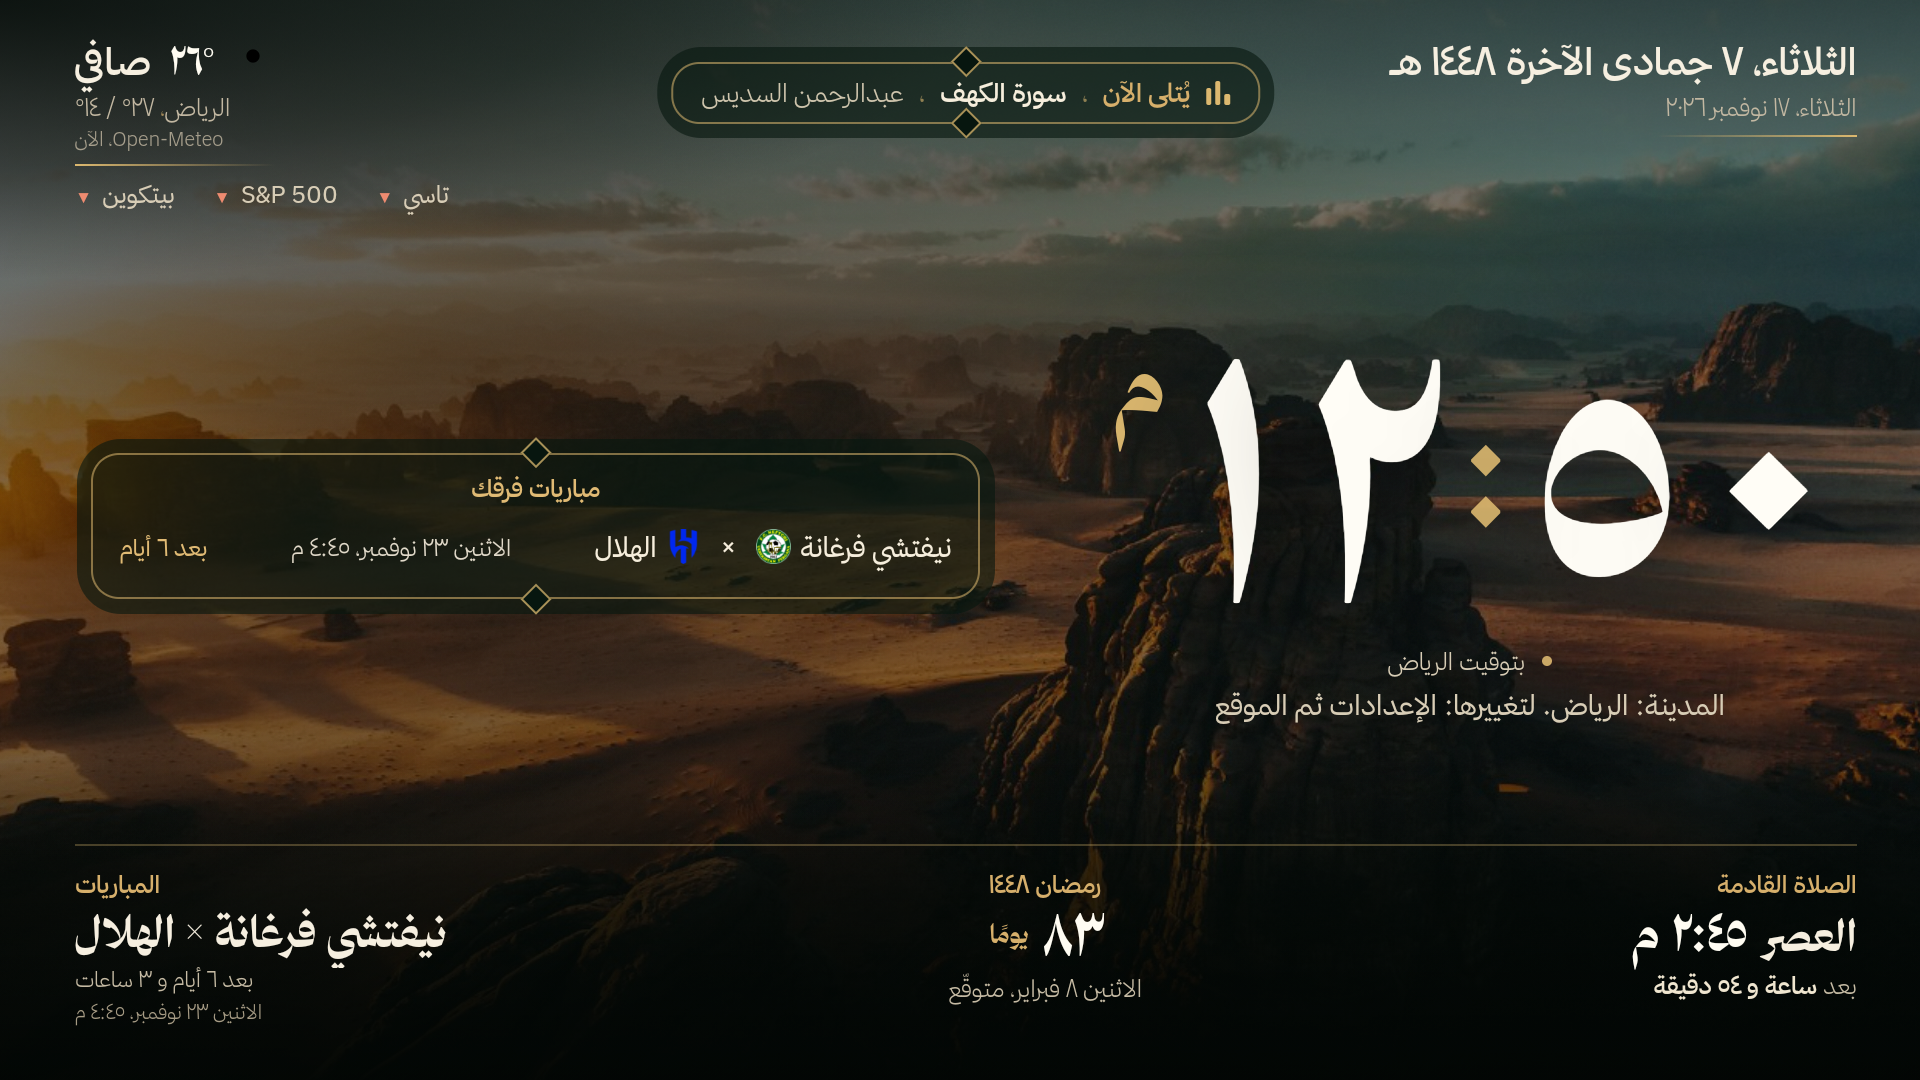 الثلاثاء، ٧ جمادى الآخرة ١٤٤٨ هـ
الثلاثاء، ١٧ نوفمبر ٢٠٢٦
يُتلى الآن ، سورة الكهف ، عبدالرحمن السديس
٢٦° صافي
الرياض، ٢٧° / ١٤°
Open-Meteo، الآن
تاسي ▼ S&P 500 ▼ بيتكوين ▼
١٢:٥٠ م
بتوقيت الرياض
المدينة: الرياض. لتغييرها: الإعدادات ثم الموقع
مباريات فرقك
نيفتشي فرغانة × الهلال الاثنين ٢٣ نوفمبر، ٤:٤٥ م بعد ٦ أيام
الصلاة القادمة
العصر ٢:٤٥ م
بعد ساعة و ٥٤ دقيقة
رمضان ١٤٤٨
٨٣ يومًا
الاثنين ٨ فبراير، متوقّع
المباريات
نيفتشي فرغانة × الهلال
بعد ٦ أيام و ٣ ساعات
الاثنين ٢٣ نوفمبر، ٤:٤٥ م